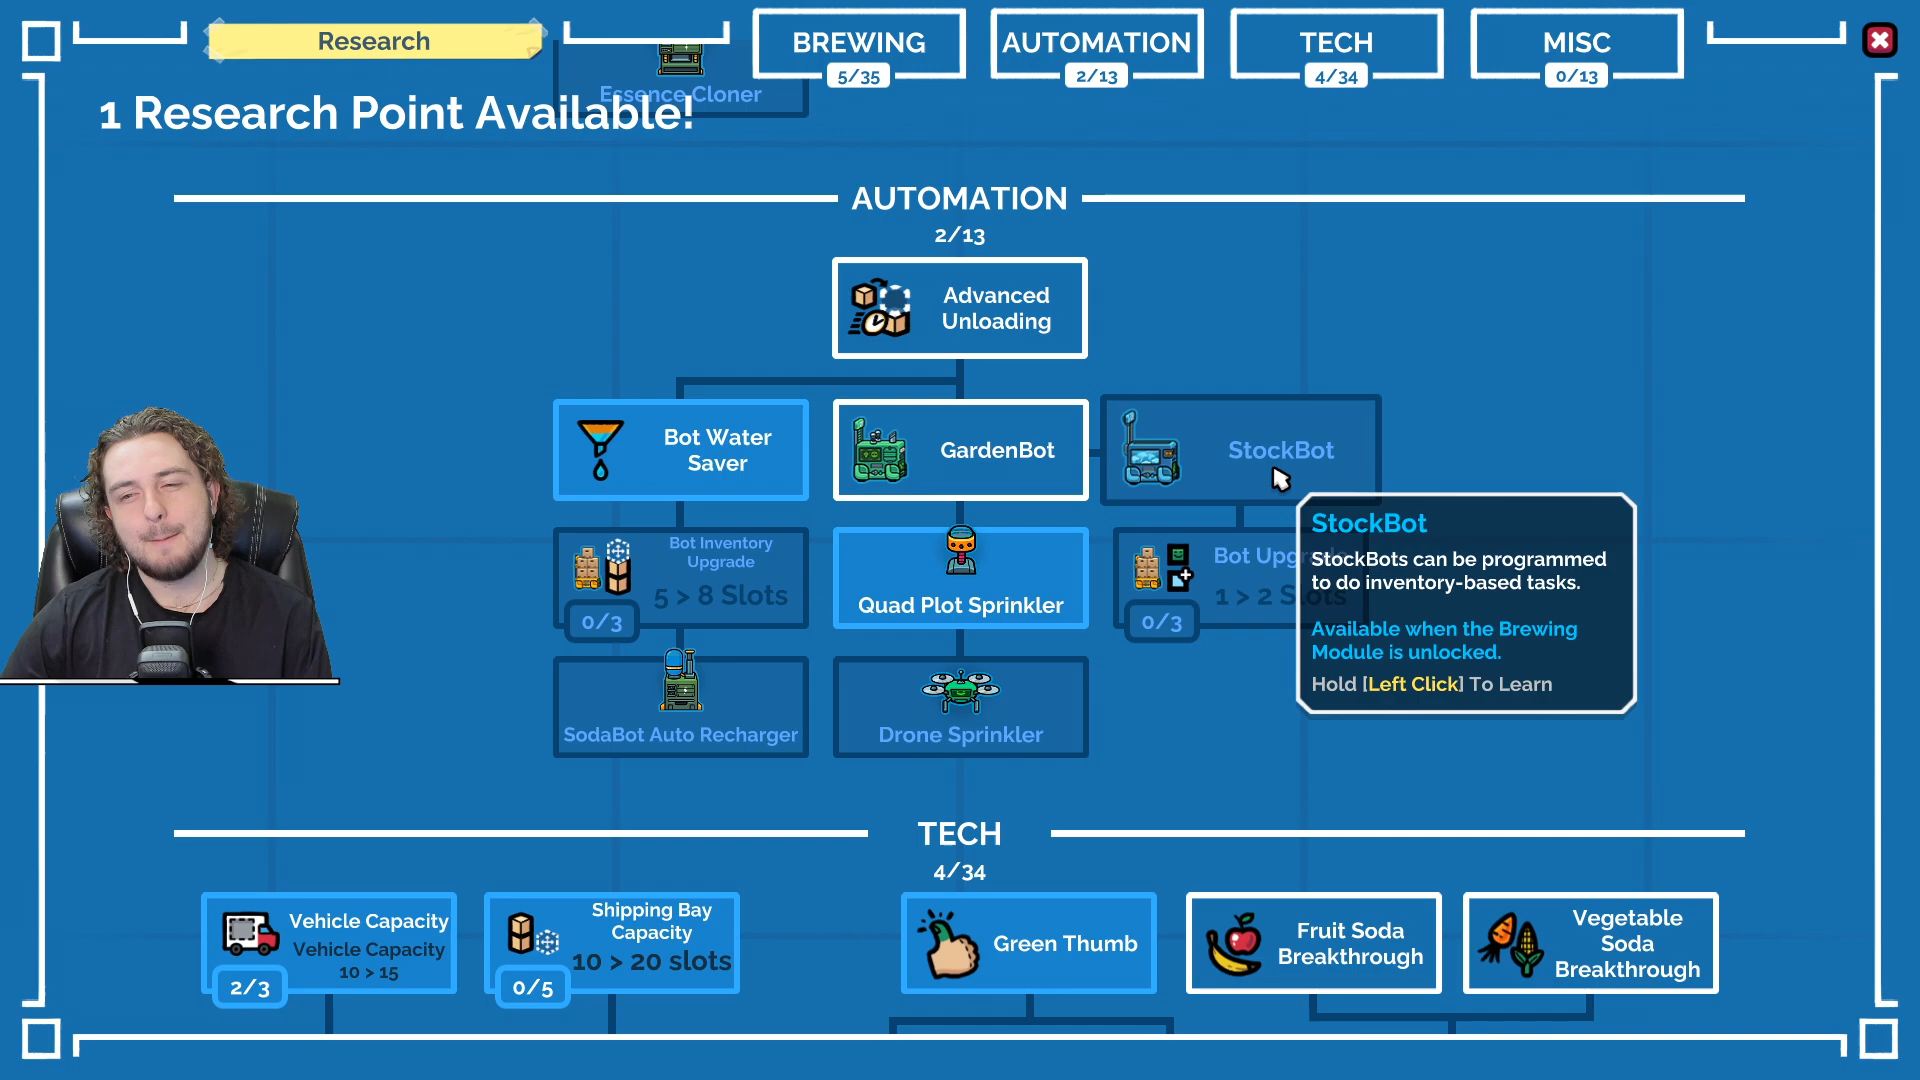 Research
BREWING
5/35
AUTOMATION
2/13
TECH
4/34
MISC
0/13
Essence Cloner
1 Research Point Available!
AUTOMATION
2/13
Advanced
Unloading
Bot Water
Saver
GardenBot
StockBot
Bot Inventory
Upgrade
5 > 8 Slots
0/3
Quad Plot Sprinkler
Bot Upgrade
1 > 2 Slots
0/3
StockBot
StockBots can be programmed
to do inventory-based tasks.
Available when the Brewing
Module is unlocked.
Hold [Left Click] To Learn
SodaBot Auto Recharger
Drone Sprinkler
TECH
4/34
Vehicle Capacity
Vehicle Capacity
10 > 15
2/3
Shipping Bay
Capacity
10 > 20 slots
0/5
Green Thumb
Fruit Soda
Breakthrough
Vegetable
Soda
Breakthrough